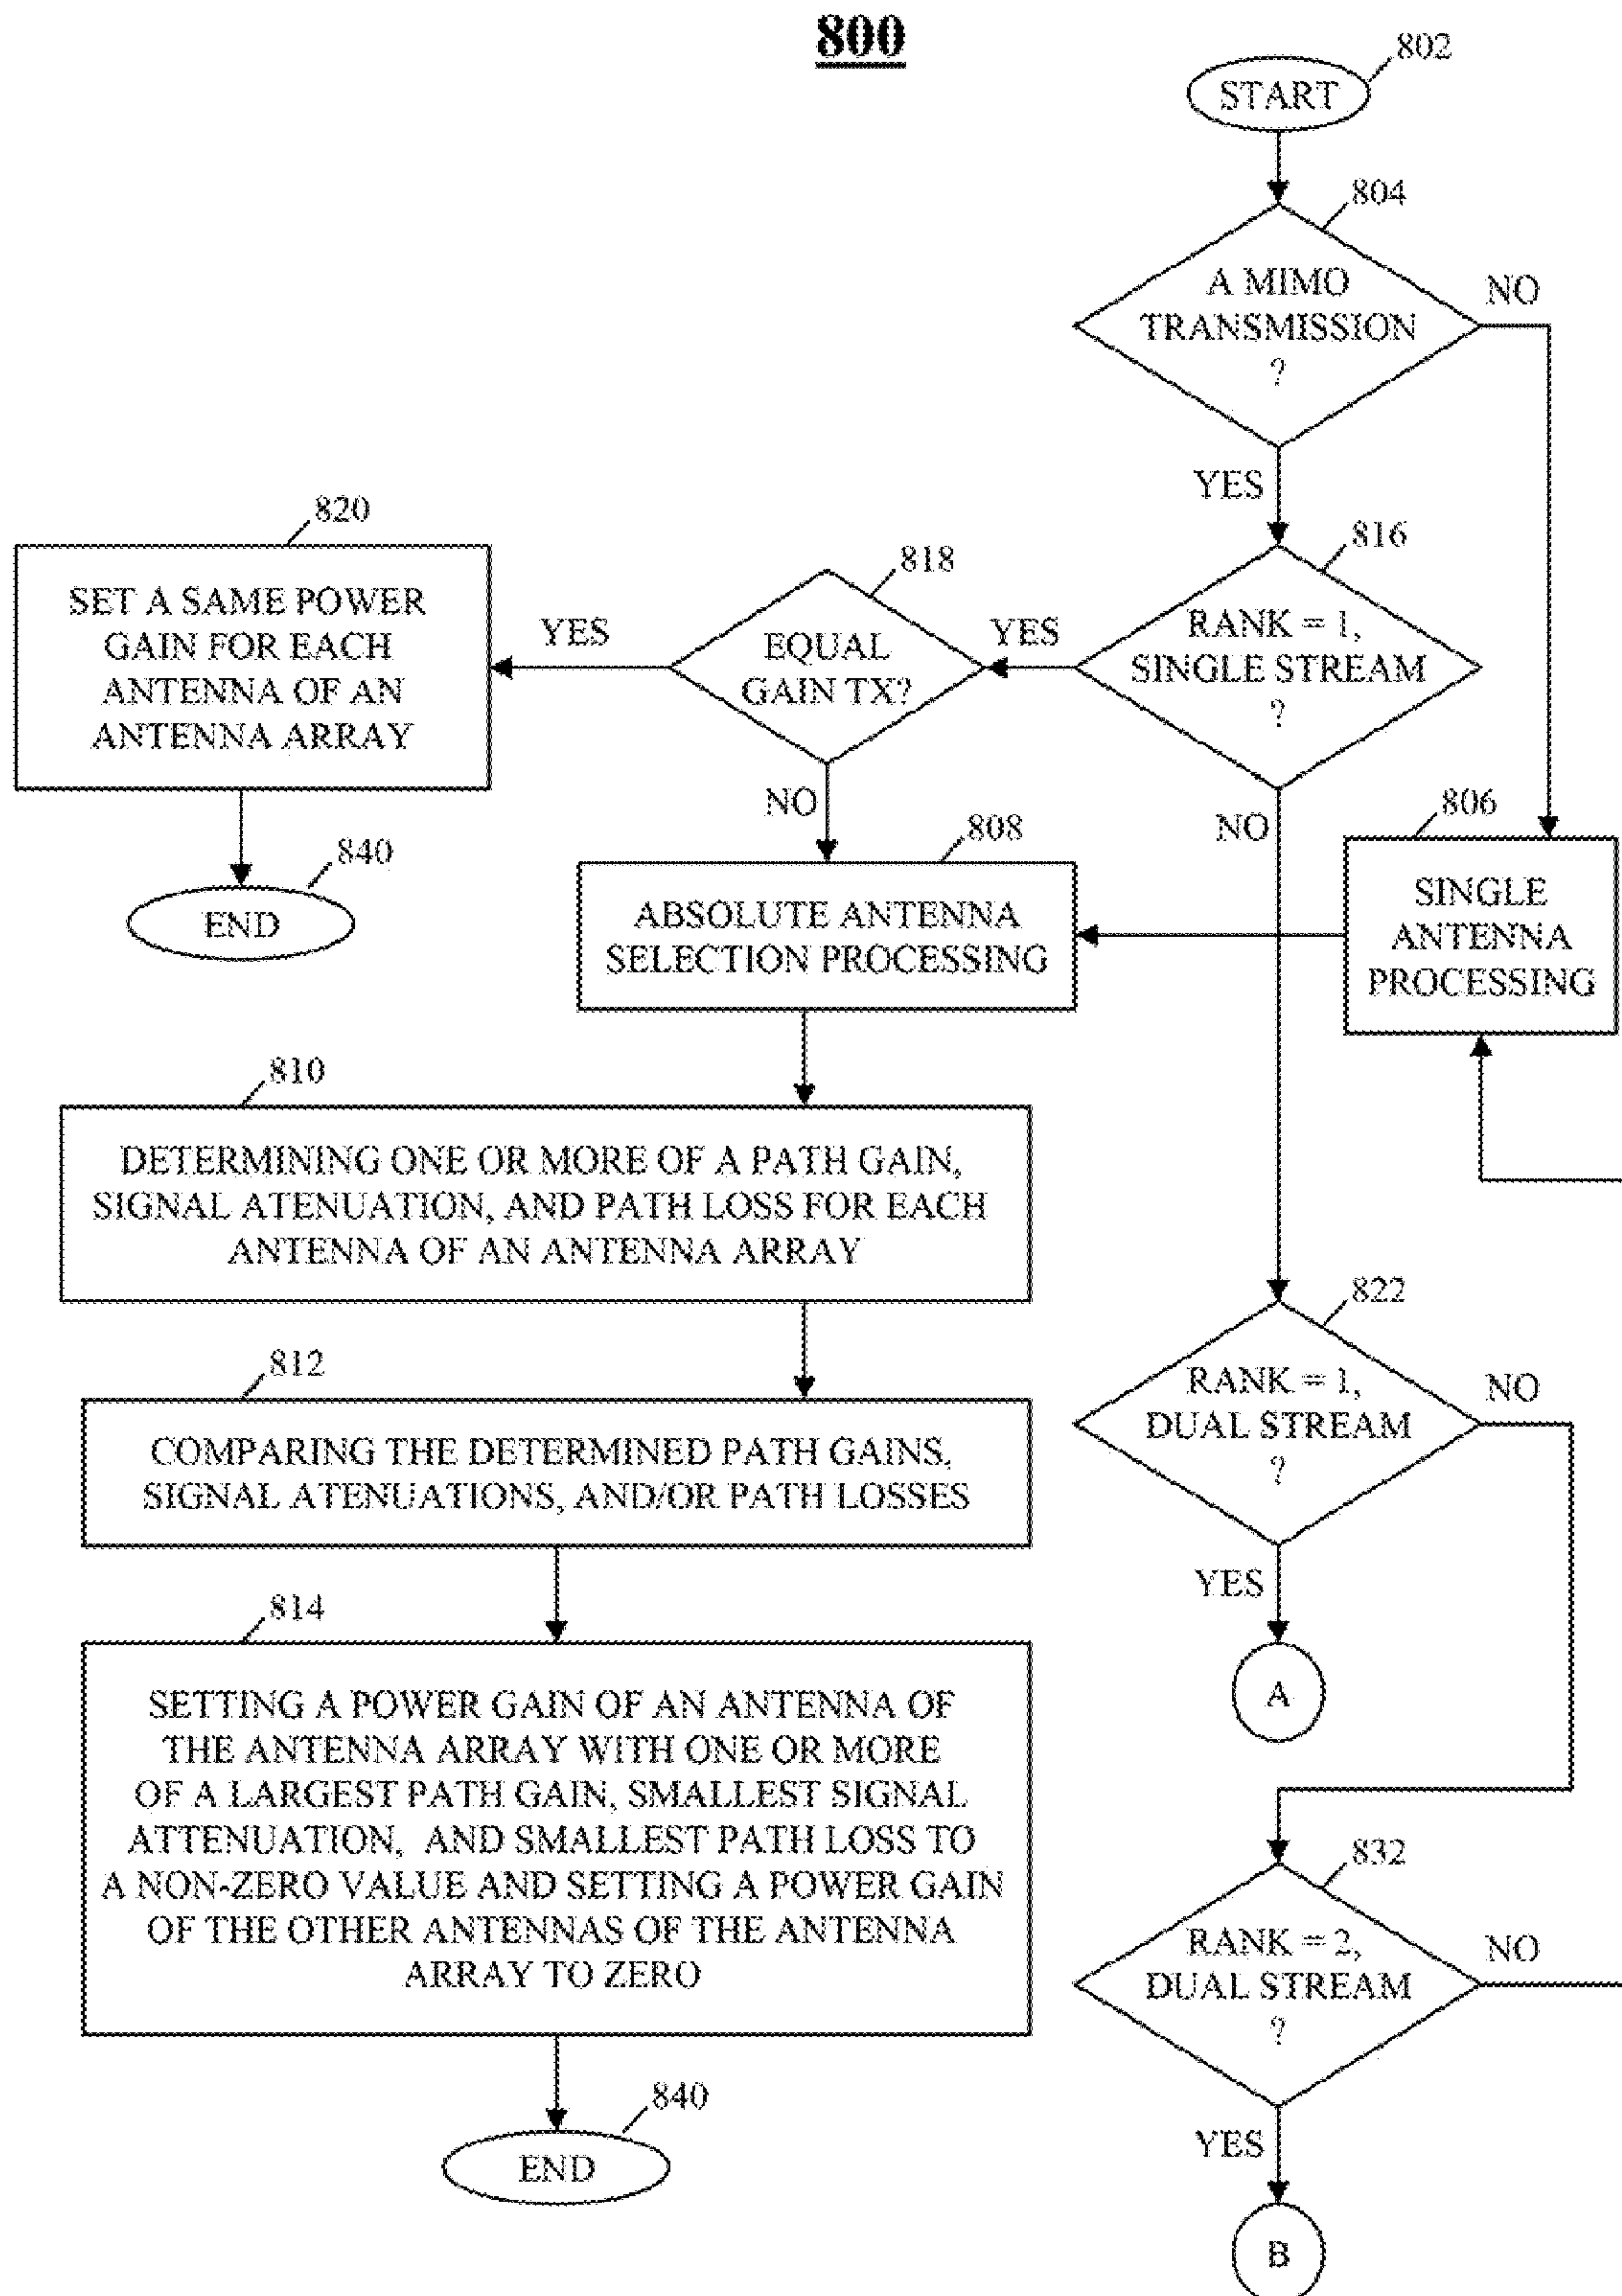 800
START
802
804
A MIMO
TRANSMISSION
?
NO
YES
816
RANK = 1,
SINGLE STREAM
?
YES
NO
818
EQUAL
GAIN TX?
YES
NO
820
SET A SAME POWER
GAIN FOR EACH
ANTENNA OF AN
ANTENNA ARRAY
840
END
806
SINGLE
ANTENNA
PROCESSING
808
ABSOLUTE ANTENNA
SELECTION PROCESSING
810
DETERMINING ONE OR MORE OF A PATH GAIN,
SIGNAL ATENUATION, AND PATH LOSS FOR EACH
ANTENNA OF AN ANTENNA ARRAY
812
COMPARING THE DETERMINED PATH GAINS,
SIGNAL ATENUATIONS, AND/OR PATH LOSSES
814
SETTING A POWER GAIN OF AN ANTENNA OF
THE ANTENNA ARRAY WITH ONE OR MORE
OF A LARGEST PATH GAIN, SMALLEST SIGNAL
ATTENUATION, AND SMALLEST PATH LOSS TO
A NON-ZERO VALUE AND SETTING A POWER GAIN
OF THE OTHER ANTENNAS OF THE ANTENNA
ARRAY TO ZERO
840
END
822
RANK = 1,
DUAL STREAM
?
NO
YES
A
832
RANK = 2,
DUAL STREAM
?
NO
YES
B